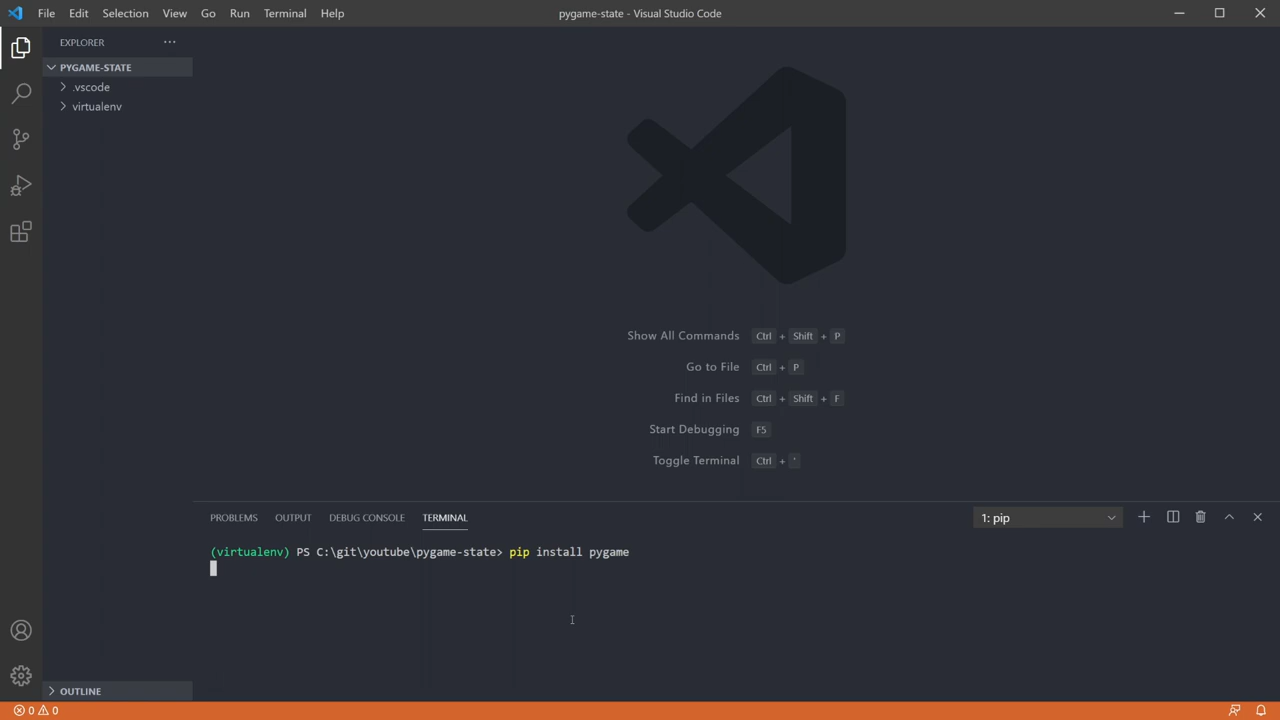 File Edit Selection View Go Run Terminal Help
pygame-state - Visual Studio Code
EXPLORER
PYGAME-STATE
.vscode
virtualenv
Show All Commands Ctrl + Shift + P
Go to File Ctrl + P
Find in Files Ctrl + Shift + F
Start Debugging F5
Toggle Terminal Ctrl + '
PROBLEMS OUTPUT DEBUG CONSOLE TERMINAL
1: pip
(virtualenv) PS C:\git\youtube\pygame-state> pip install pygame
OUTLINE
0 0